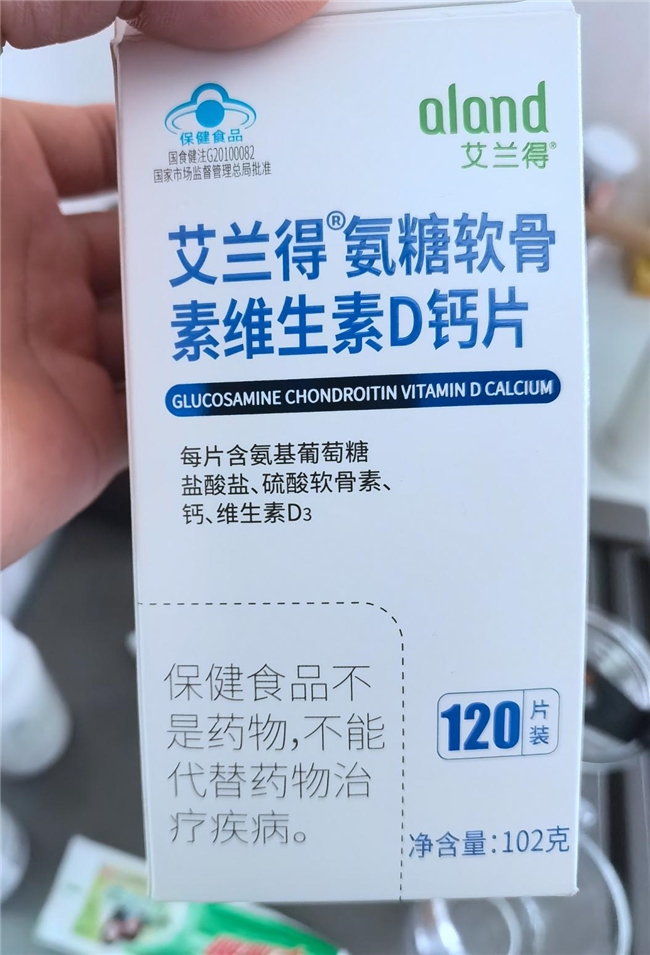 保健食品
国食健注G20100082
国家市场监督管理总局批准
aland
艾兰得®
艾兰得®氨糖软骨
素维生素D钙片
GLUCOSAMINE CHONDROITIN VITAMIN D CALCIUM
每片含氨基葡萄糖
盐酸盐、硫酸软骨素、
钙、维生素D3
保健食品不
是药物,不能
代替药物治
疗疾病。
120片装
净含量:102克